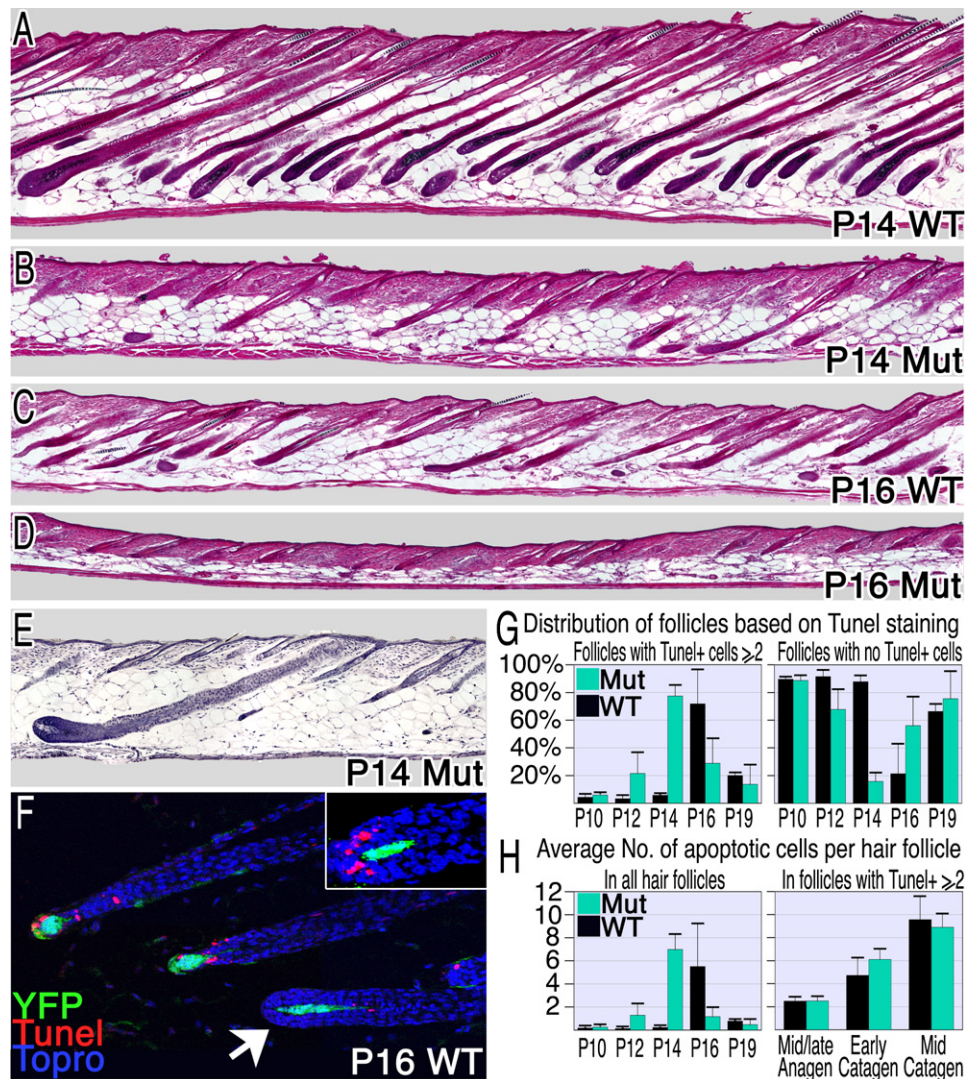 A
P14 WT
B
P14 Mut
C
P16 WT
D
P16 Mut
E
P14 Mut
F
YFP
Tunel
Topro
P16 WT
G Distribution of follicles based on Tunel staining
Follicles with Tunel+ cells ⩾2
Follicles with no Tunel+ cells
100%
80%
60%
40%
20%
Mut
WT
P10 P12 P14 P16 P19
P10 P12 P14 P16 P19
H Average No. of apoptotic cells per hair follicle
In all hair follicles
In follicles with Tunel+ ⩾2
12
10
8
6
4
2
Mut
WT
P10 P12 P14 P16 P19
Mid/late Anagen
Early Catagen
Mid Catagen